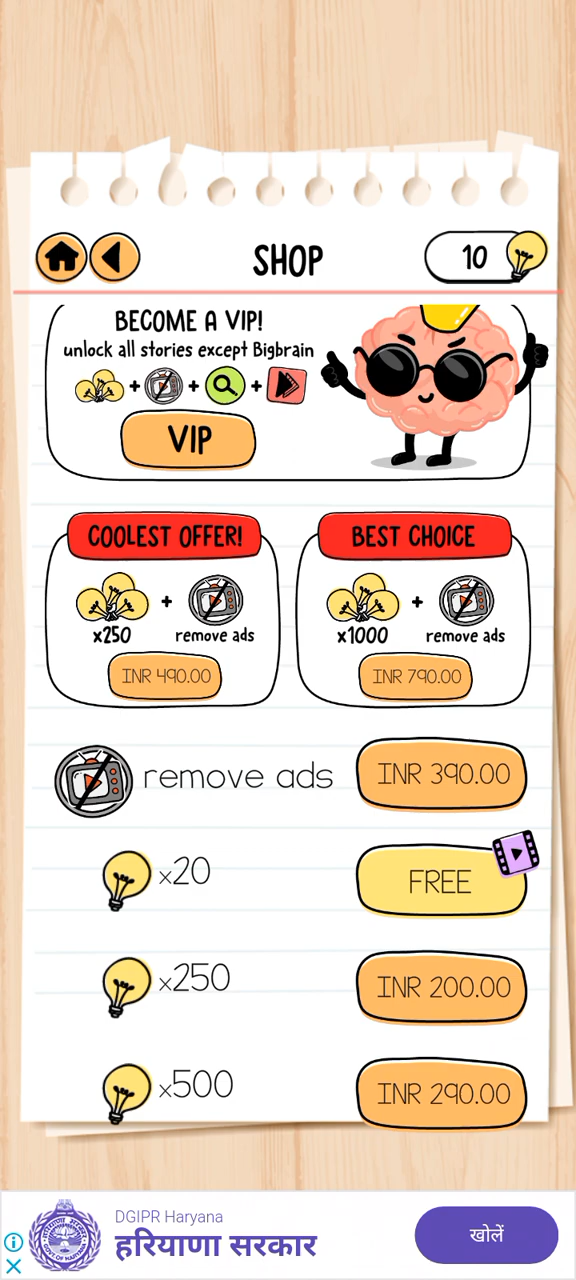 SHOP
10
BECOME A VIP!
unlock all stories except Bigbrain
+ + +
VIP
COOLEST OFFER!
BEST CHOICE
+
x250
remove ads
INR 490.00
+
x1000
remove ads
INR 790.00
remove ads
INR 390.00
x20
FREE
x250
INR 200.00
x500
INR 290.00
DGIPR Haryana
हरियाणा सरकार
खोलें